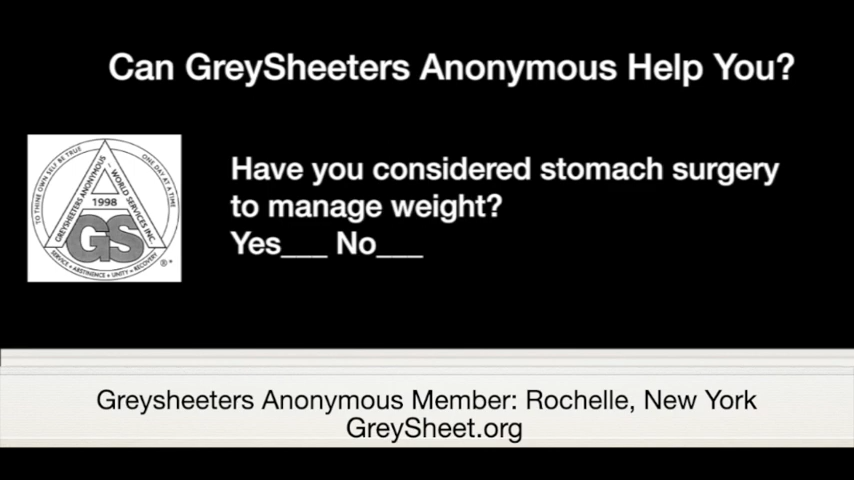 Can GreySheeters Anonymous Help You?
TO THINE OWN SELF BE TRUE
ONE DAY AT A TIME
GREYSHEETERS ANONYMOUS
WORLD SERVICES INC.
1998
GS
SERVICE • ABSTINENCE • UNITY • RECOVERY
®
Have you considered stomach surgery
to manage weight?
Yes___ No___
Greysheeters Anonymous Member: Rochelle, New York
GreySheet.org